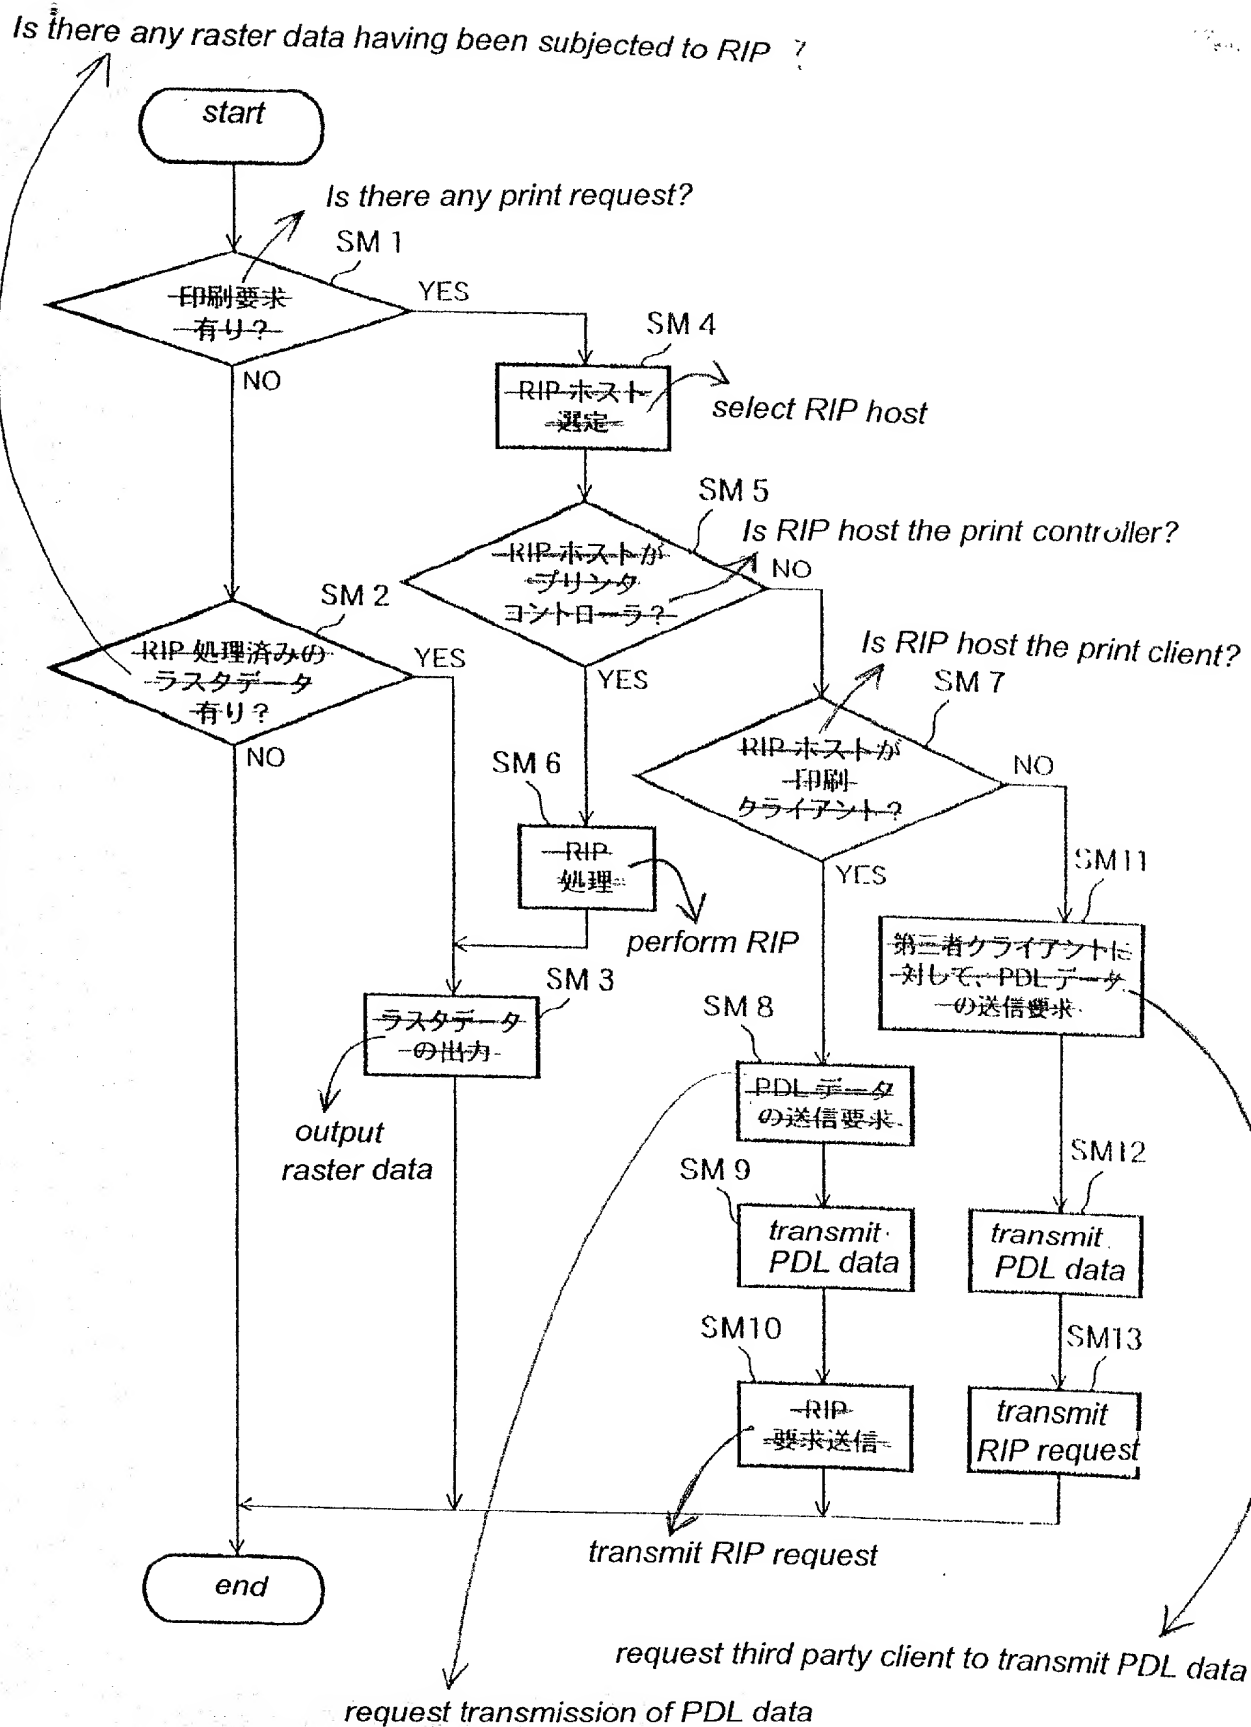 Is there any raster data having been subjected to RIP ?
start
Is there any print request?
SM 1
印刷要求
有り?
YES
NO
SM 4
RIP ホスト
選定
select RIP host
SM 5
Is RIP host the print controller?
RIP ホストが
プリンタ
コントローラ?
NO
YES
SM 2
RIP 処理済みの
ラスタデータ
有り?
YES
NO
Is RIP host the print client?
SM 7
RIP ホストが
印刷
クライアント?
NO
YES
SM 6
RIP
処理
perform RIP
SM11
第三者クライアントに
対して、PDL データ
の送信要求
SM 3
ラスタデータ
の出力
output
raster data
SM 8
PDL データ
の送信要求
SM 9
transmit
PDL data
SM12
transmit
PDL data
SM10
RIP
要求送信
SM13
transmit
RIP request
transmit RIP request
end
request third party client to transmit PDL data
request transmission of PDL data